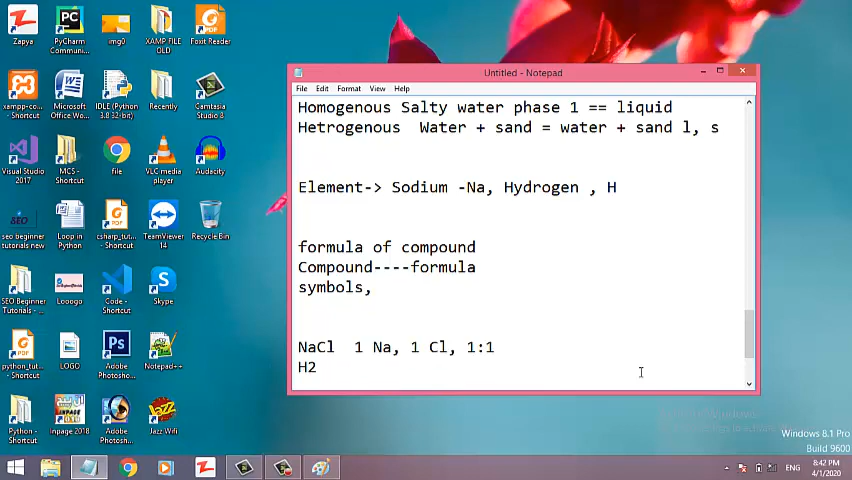 Zapya
PyCharm
Communi...
img0
XAMP FILE
OLD
Foxit Reader
xampp-co...
- Shortcut
Microsoft
Office Wo...
IDLE (Python
3.8 32-bit)
Recently
Camtasia
Studio 8
Visual Studio
2017
MCS -
Shortcut
file
VLC media
player
Audacity
seo beginner
tutorials new
Loop in
Python
csharp_tut...
- Shortcut
TeamViewer
14
Recycle Bin
SEO Beginner
Tutorials - ...
Looogo
Code -
Shortcut
Skype
python_tut...
- Shortcut
LOGO
Adobe
Photosho...
Notepad++
Python -
Shortcut
Inpage 2018
Adobe
Photosh...
Jazz Wifi
Untitled - Notepad
File Edit Format View Help
Homogenous Salty water phase 1 == liquid
Hetrogenous Water + sand = water + sand l, s
Element-> Sodium -Na, Hydrogen , H
formula of compound
Compound----formula
symbols,
NaCl 1 Na, 1 Cl, 1:1
H2
Windows 8.1 Pro
Build 9600
ENG
8:42 PM
4/1/2020